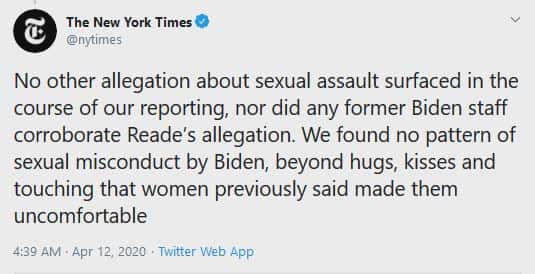 The New York Times
@nytimes
No other allegation about sexual assault surfaced in the
course of our reporting, nor did any former Biden staff
corroborate Reade's allegation. We found no pattern of
sexual misconduct by Biden, beyond hugs, kisses and
touching that women previously said made them
uncomfortable
4:39 AM · Apr 12, 2020 · Twitter Web App